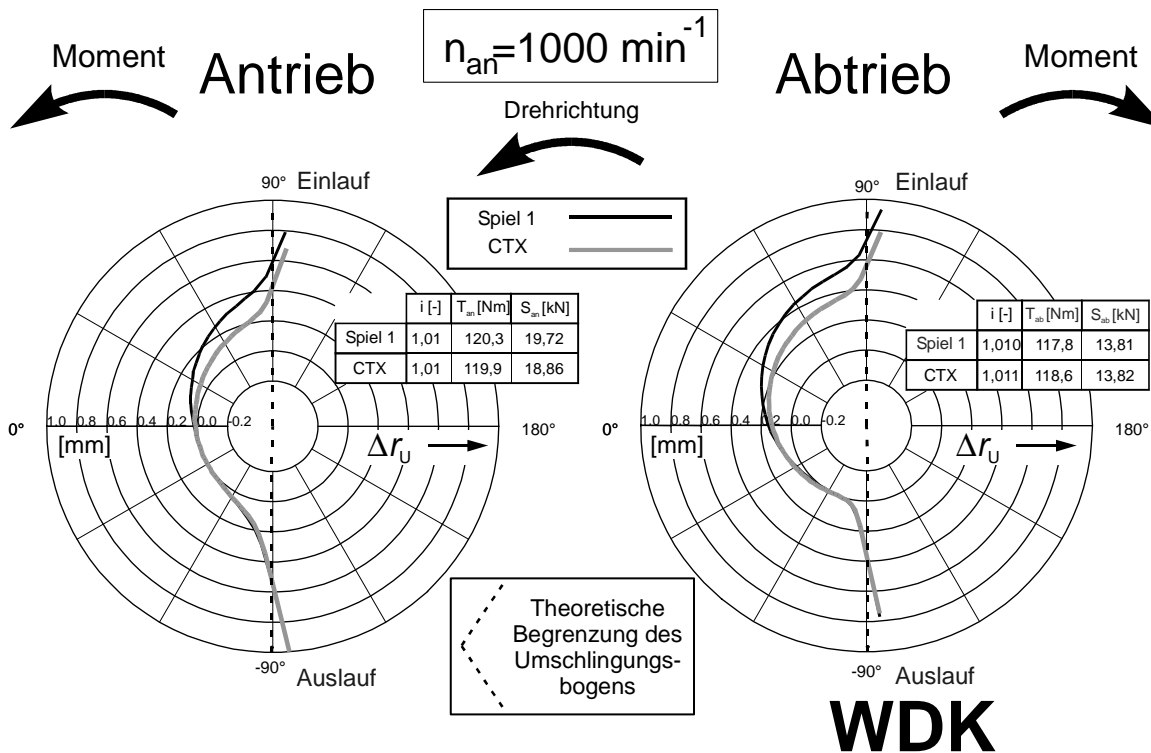 n_an=1000 min^-1
Moment
Antrieb
Abtrieb
Moment
Drehrichtung
90° Einlauf
90° Einlauf
Spiel 1
CTX
i [-] T_an [Nm] S_an [kN]
Spiel 1 1,01 120,3 19,72
CTX 1,01 119,9 18,86
i [-] T_ab [Nm] S_ab [kN]
Spiel 1 1,010 117,8 13,81
CTX 1,011 118,6 13,82
0° 1.0 0.8 0.6 0.4 0.2 0.0 -0.2 180°
[mm] Δr_U
0° 1.0 0.8 0.6 0.4 0.2 0.0 -0.2 180°
[mm] Δr_U
Theoretische
Begrenzung des
Umschlingungs-
bogens
-90° Auslauf
-90° Auslauf
WDK